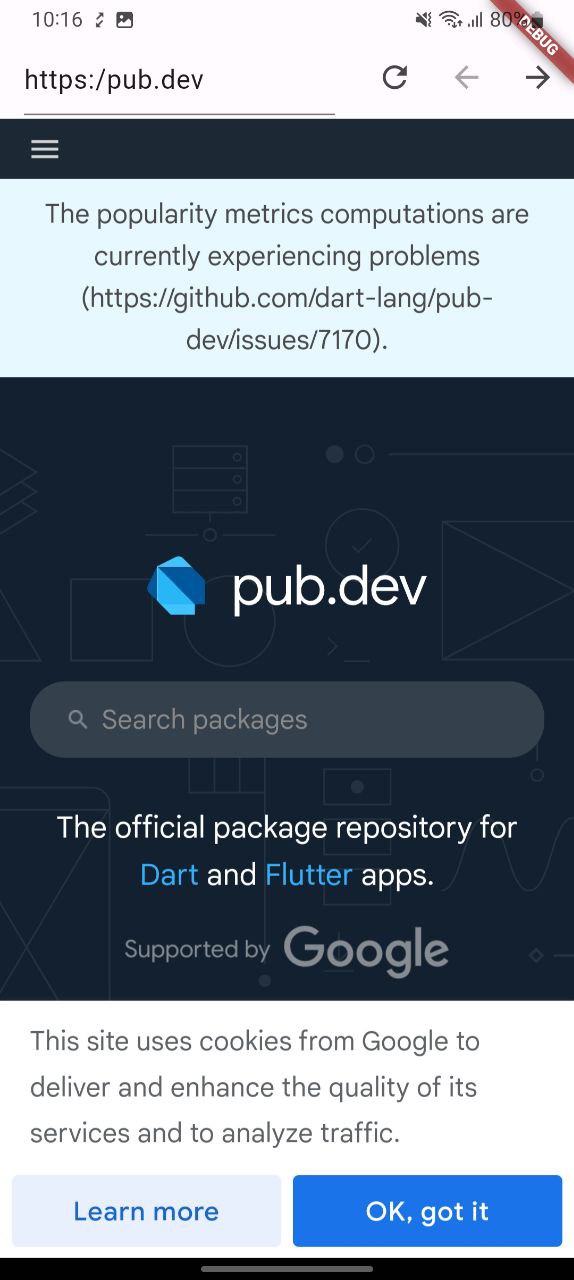 10:16 80%
DEBUG
https:/pub.dev
The popularity metrics computations are
currently experiencing problems
(https://github.com/dart-lang/pub-
dev/issues/7170).
pub.dev
Search packages
The official package repository for
Dart and Flutter apps.
Supported by Google
This site uses cookies from Google to
deliver and enhance the quality of its
services and to analyze traffic.
Learn more OK, got it